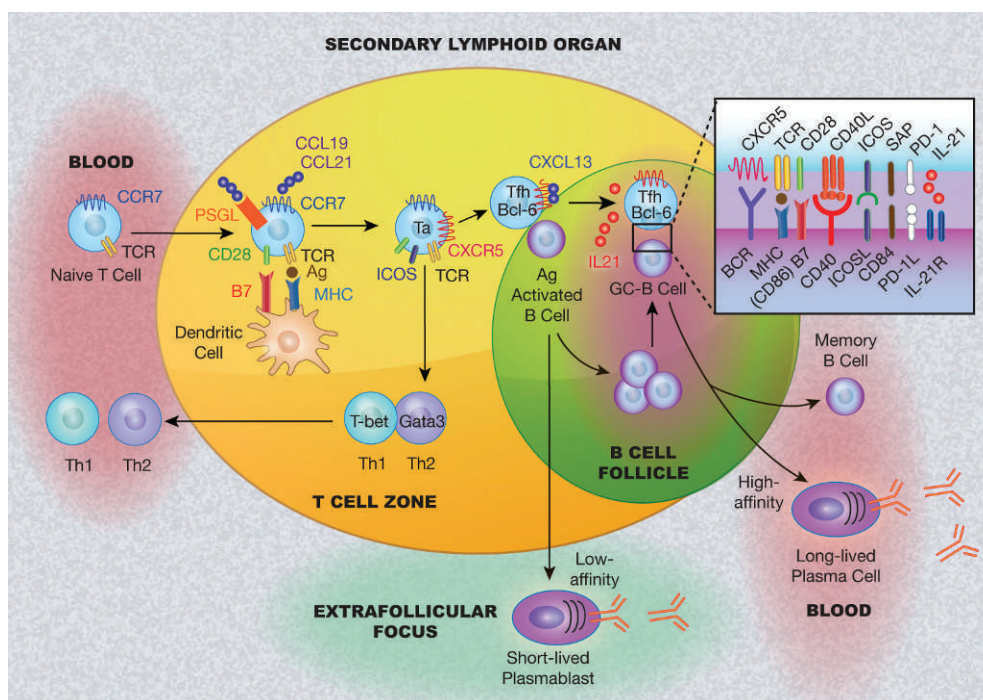 SECONDARY LYMPHOID ORGAN
BLOOD
CCR7
TCR
Naive T Cell
CCL19
CCL21
PSGL
CCR7
CD28
TCR
Ag
B7
MHC
Dendritic
Cell
Ta
CXCR5
ICOS
TCR
CXCL13
Tfh
Bcl-6
IL21
Tfh
Bcl-6
Ag
Activated
B Cell
GC-B Cell
CXCR5
TCR
CD28
CD40L
ICOS
SAP
PD-1
IL-21
BCR
MHC
(CD86) B7
CD40
ICOSL
CD84
PD-1L
IL-21R
Memory
B Cell
Th1
Th2
T-bet
Gata3
Th1
Th2
T CELL ZONE
B CELL
FOLLICLE
High-
affinity
Long-lived
Plasma Cell
BLOOD
EXTRAFOLLICULAR
FOCUS
Low-
affinity
Short-lived
Plasmablast